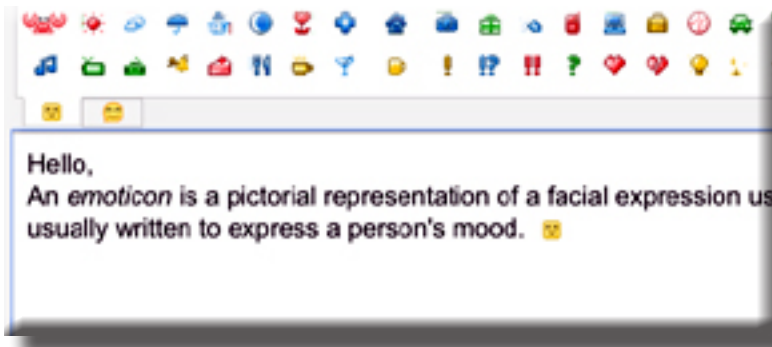 Hello,
An emoticon is a pictorial representation of a facial expression us
usually written to express a person's mood.